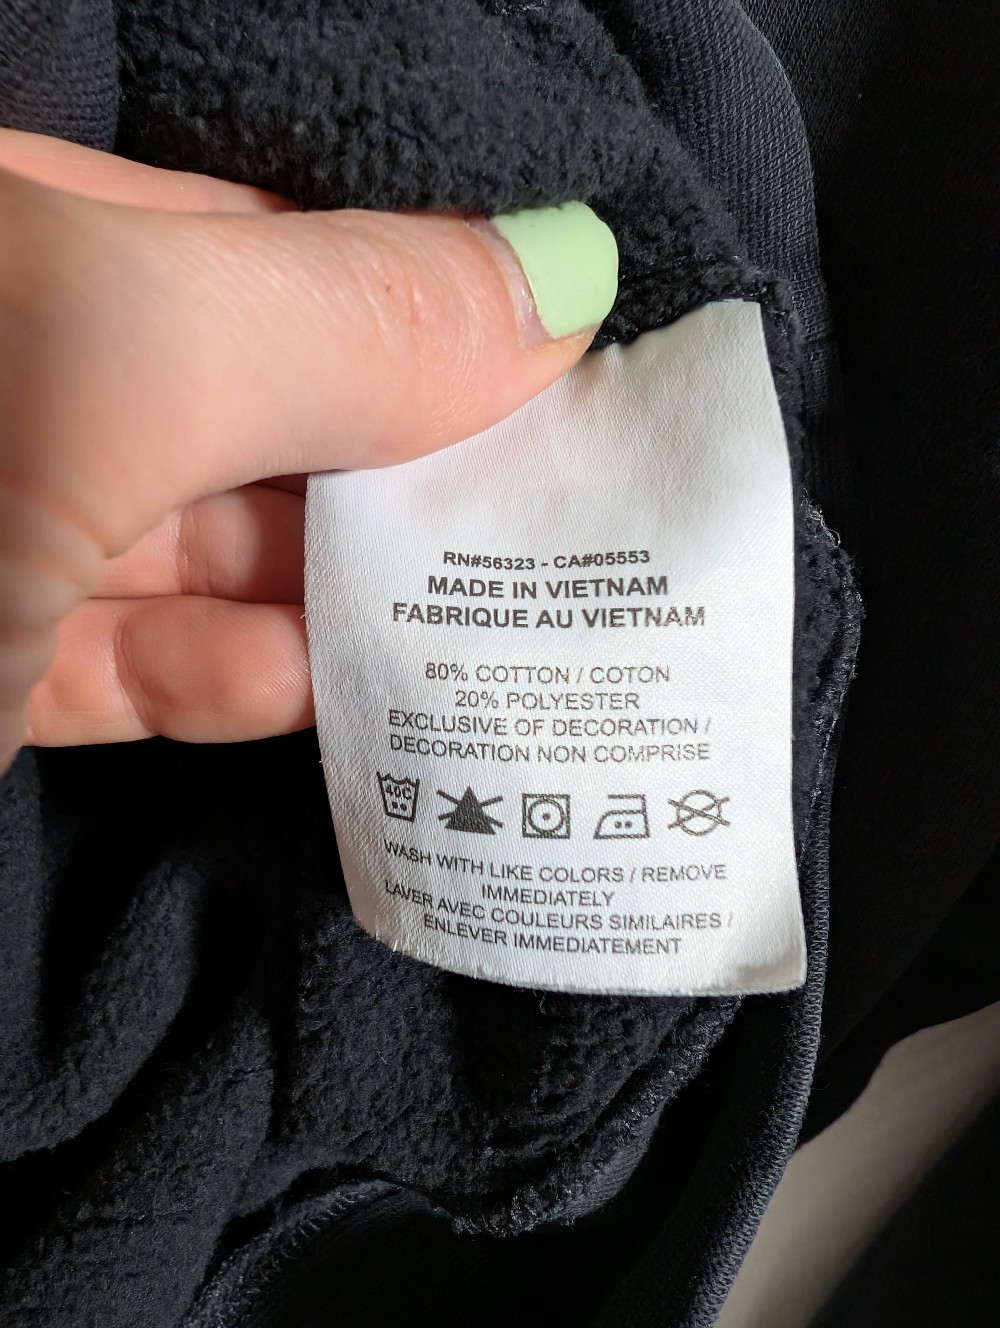 RN#56323 - CA#05553
MADE IN VIETNAM
FABRIQUE AU VIETNAM
80% COTTON / COTON
20% POLYESTER
EXCLUSIVE OF DECORATION /
DECORATION NON COMPRISE
40C
WASH WITH LIKE COLORS / REMOVE
IMMEDIATELY
LAVER AVEC COULEURS SIMILAIRES /
ENLEVER IMMEDIATEMENT